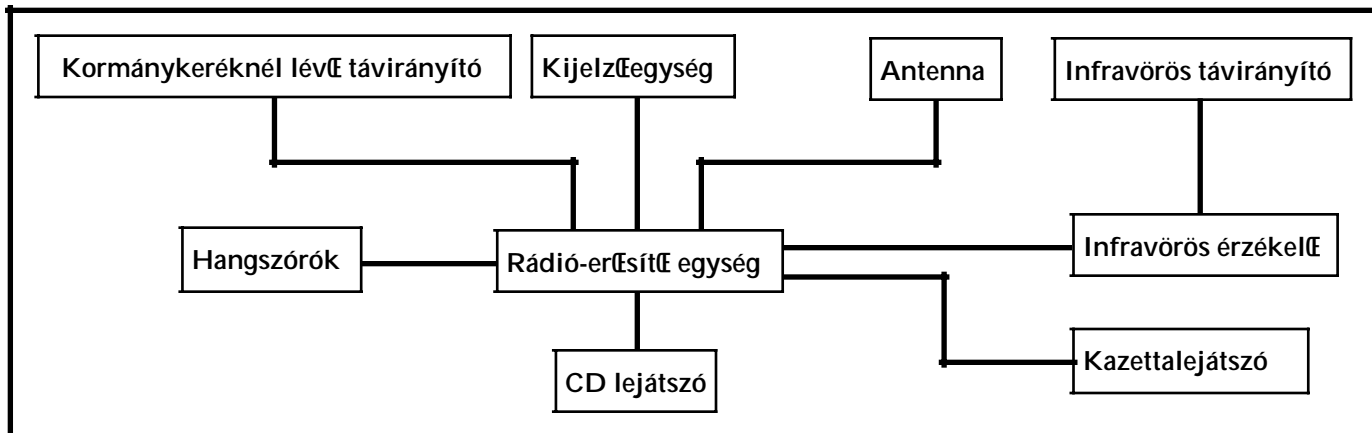 Kormánykeréknél lévŒ távirányító
KijelzŒegység
Antenna
Infravörös távirányító
Hangszórók
Rádió-erŒsítŒ egység
Infravörös érzékelŒ
CD lejátszó
Kazettalejátszó